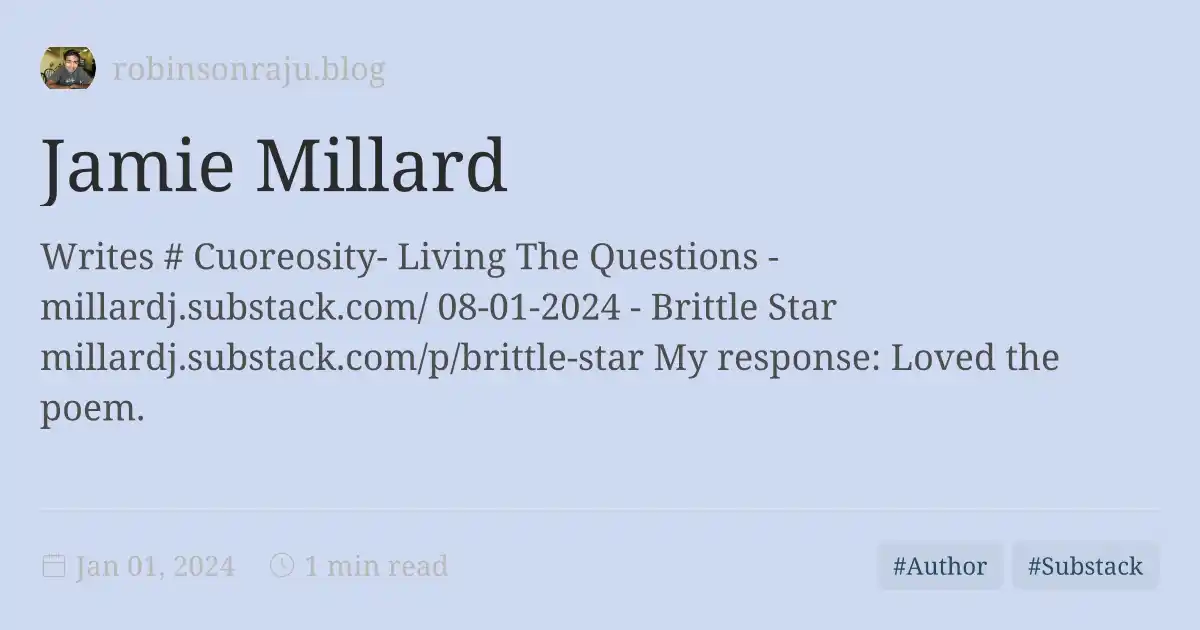 robinsonraju.blog
Jamie Millard
Writes # Cuoreosity- Living The Questions -
millardj.substack.com/ 08-01-2024 - Brittle Star
millardj.substack.com/p/brittle-star My response: Loved the
poem.
Jan 01, 2024 1 min read #Author #Substack